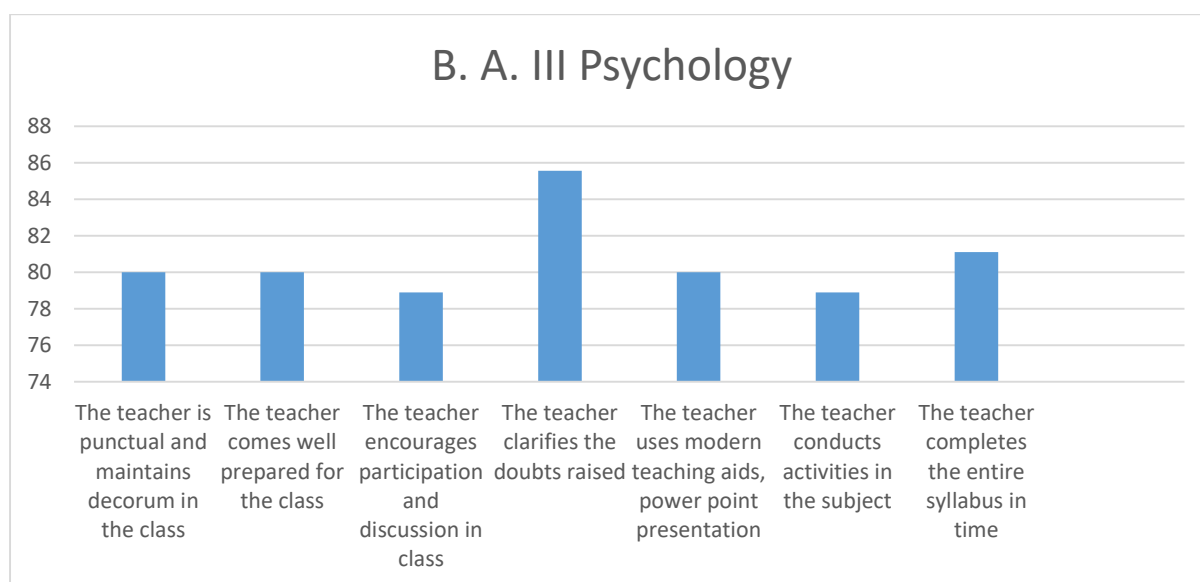 B. A. III Psychology
88
86
84
82
80
78
76
74
The teacher is
punctual and
maintains
decorum in
the class
The teacher
comes well
prepared for
the class
The teacher
encourages
participation
and
discussion in
class
The teacher
clarifies the
doubts raised
The teacher
uses modern
teaching aids,
power point
presentation
The teacher
conducts
activities in
the subject
The teacher
completes
the entire
syllabus in
time